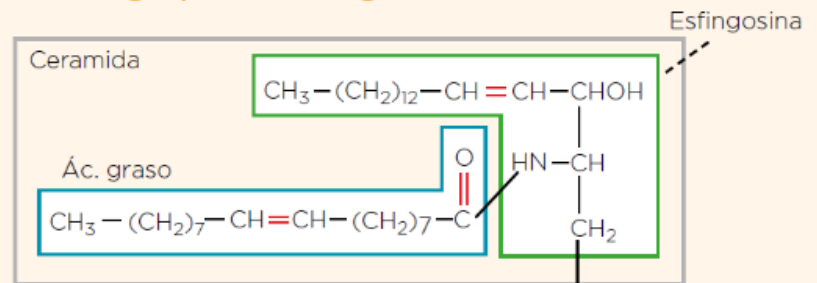 Esfingosina
Ceramida
CH₃−(CH₂)₁₂−CH=CH−CHOH
O
Ác. graso
HN−CH
CH₃−(CH₂)₇−CH=CH−(CH₂)₇−C
CH₂